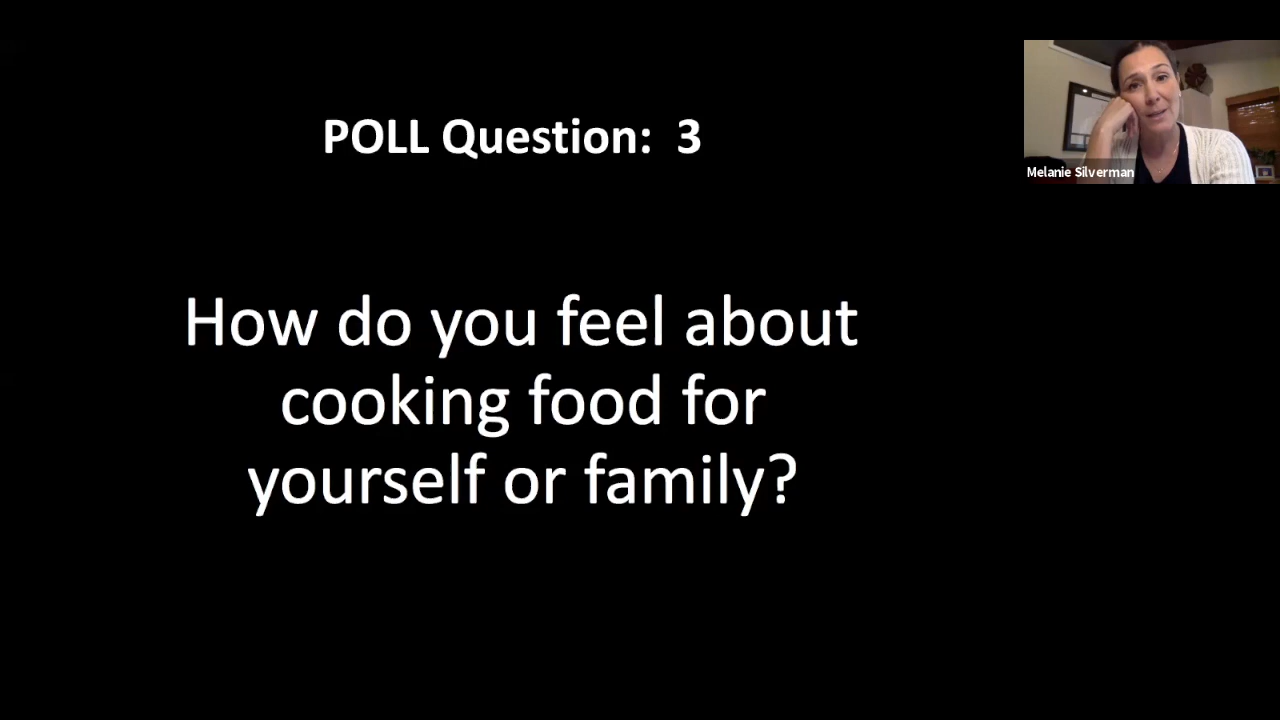 POLL Question:  3
Melanie Silverman
How do you feel about
cooking food for
yourself or family?